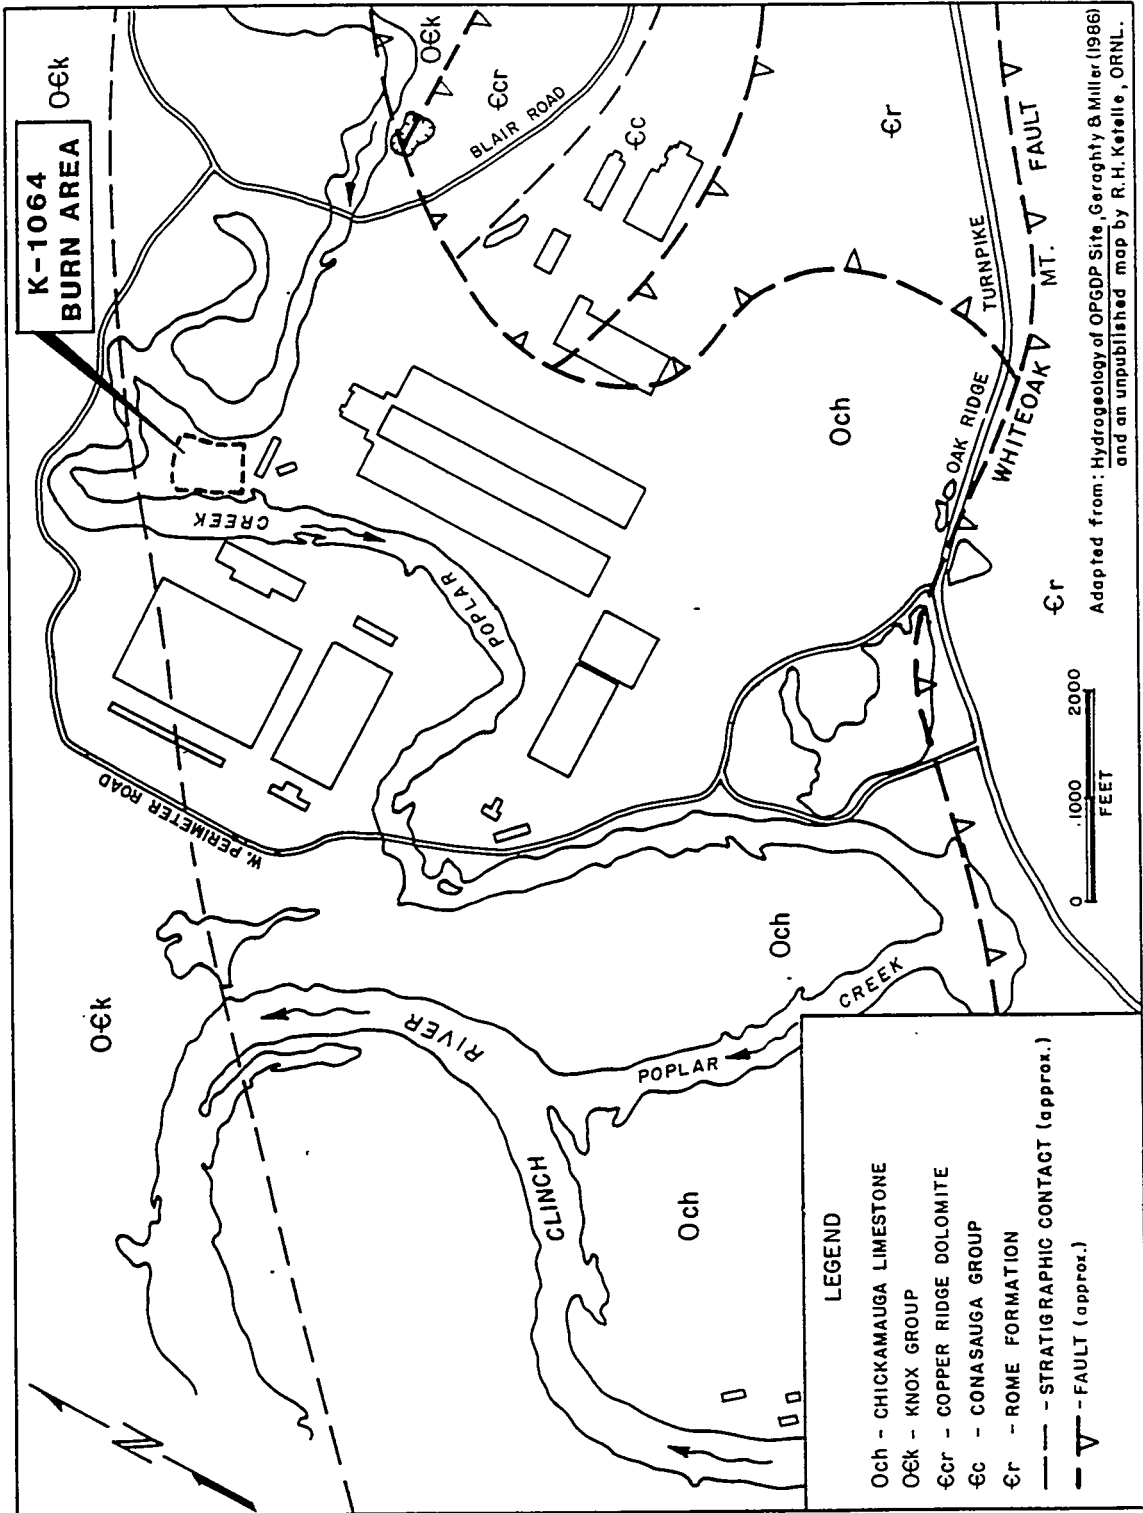 K-1064
BURN AREA
O€k
O€k
€cr
BLAIR ROAD
€c
€r
CREEK
POPLAR
W. PERIMETER ROAD
Och
OAK RIDGE TURNPIKE
WHITEOAK MT. FAULT
€r
O€k
RIVER
CLINCH
Och
POPLAR CREEK
Och
N
0 1000 2000
FEET
LEGEND
Och - CHICKAMAUGA LIMESTONE
O€k - KNOX GROUP
€cr - COPPER RIDGE DOLOMITE
€c - CONASAUGA GROUP
€r - ROME FORMATION
- STRATIGRAPHIC CONTACT (approx.)
- FAULT (approx.)
Adapted from: Hydrogeology of OPGDP Site, Geraghty & Miller (1986)
and an unpublished map by R.H. Ketelle, ORNL.